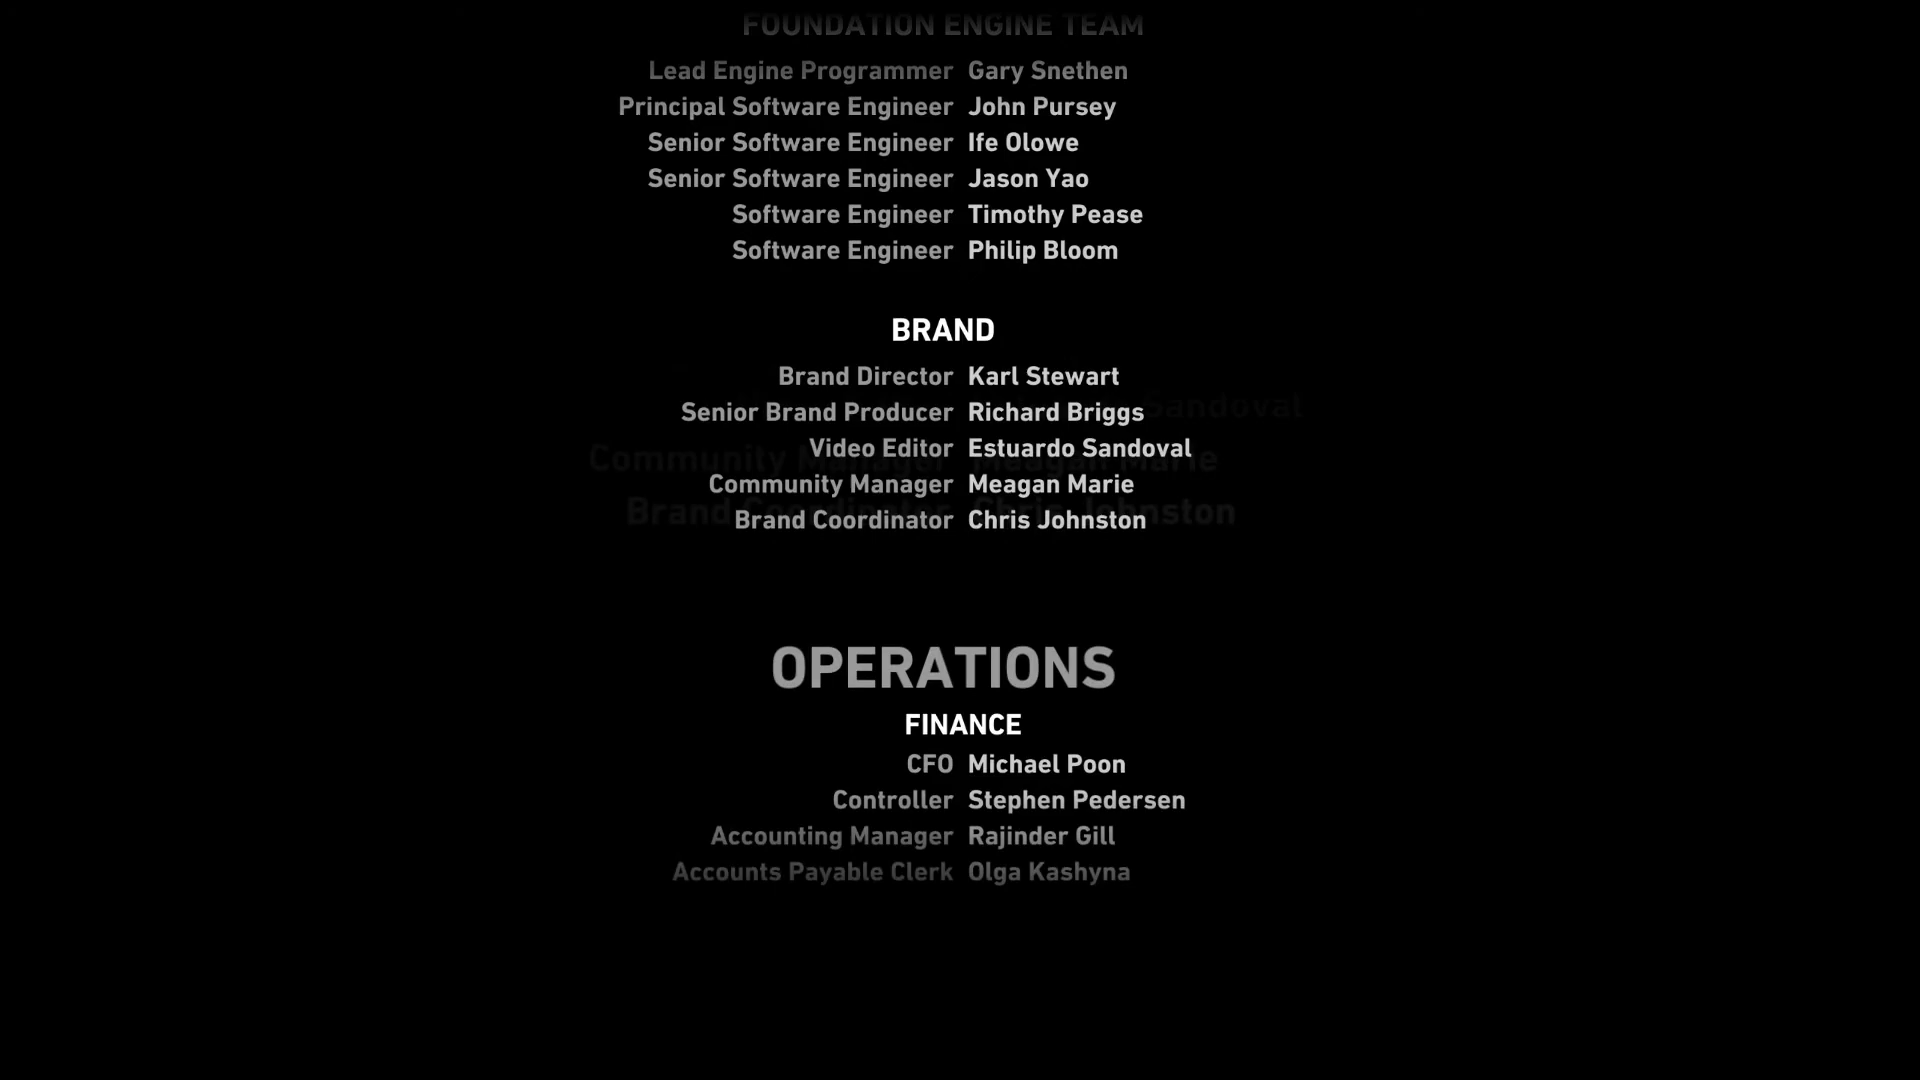 FOUNDATION ENGINE TEAM
Lead Engine Programmer Gary Snethen
Principal Software Engineer John Pursey
Senior Software Engineer Ife Olowe
Senior Software Engineer Jason Yao
Software Engineer Timothy Pease
Software Engineer Philip Bloom
BRAND
Brand Director Karl Stewart
Senior Brand Producer Richard Briggs
Video Editor Estuardo Sandoval
Community Manager Meagan Marie
Brand Coordinator Chris Johnston
OPERATIONS
FINANCE
CFO Michael Poon
Controller Stephen Pedersen
Accounting Manager Rajinder Gill
Accounts Payable Clerk Olga Kashyna